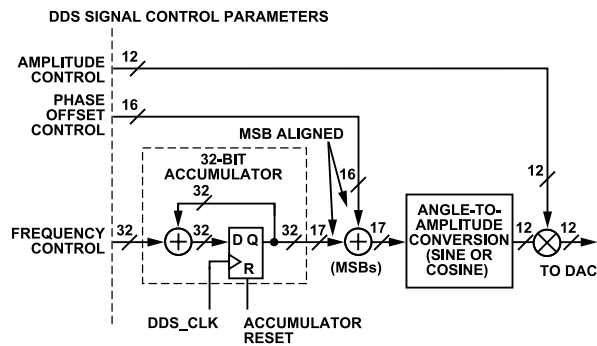 DDS SIGNAL CONTROL PARAMETERS
AMPLITUDE
CONTROL
12
PHASE
OFFSET
CONTROL
16
MSB ALIGNED
32-BIT
ACCUMULATOR
32
16
12
FREQUENCY
CONTROL
32
32
D Q
R
32
17
17
(MSBs)
ANGLE-TO-
AMPLITUDE
CONVERSION
(SINE OR
COSINE)
12
12
TO DAC
DDS_CLK
ACCUMULATOR
RESET